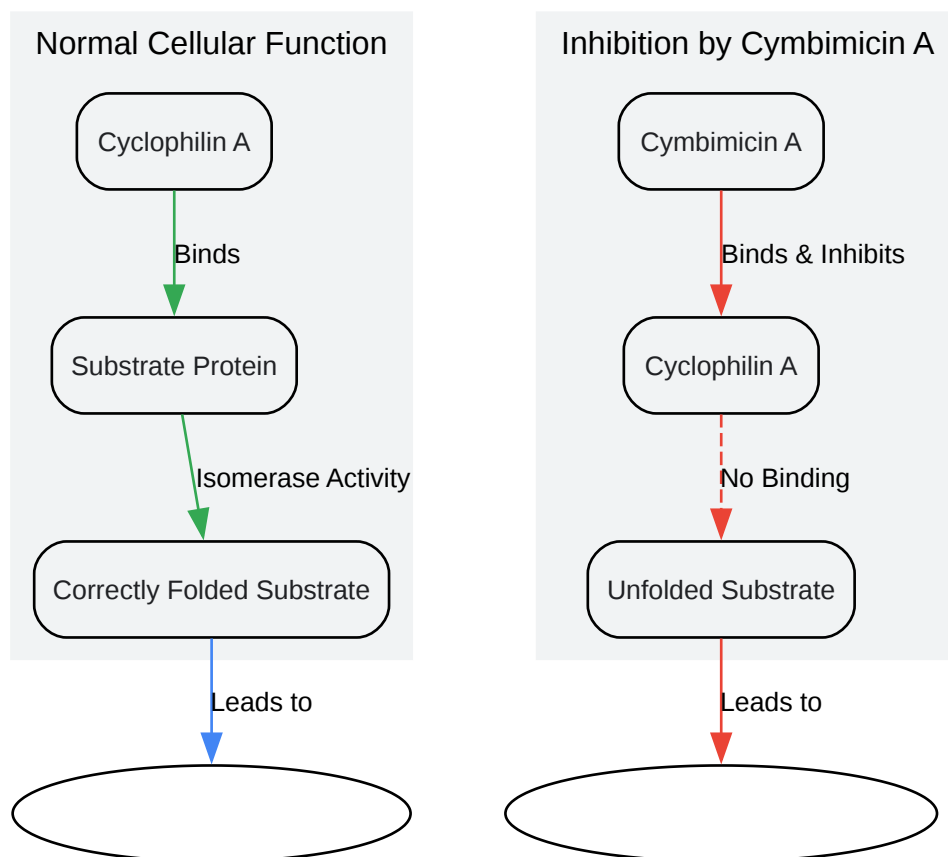 Normal Cellular Function
Cyclophilin A
Binds
Substrate Protein
Isomerase Activity
Correctly Folded Substrate
Leads to
Inhibition by Cymbimicin A
Cymbimicin A
Binds & Inhibits
Cyclophilin A
No Binding
Unfolded Substrate
Leads to